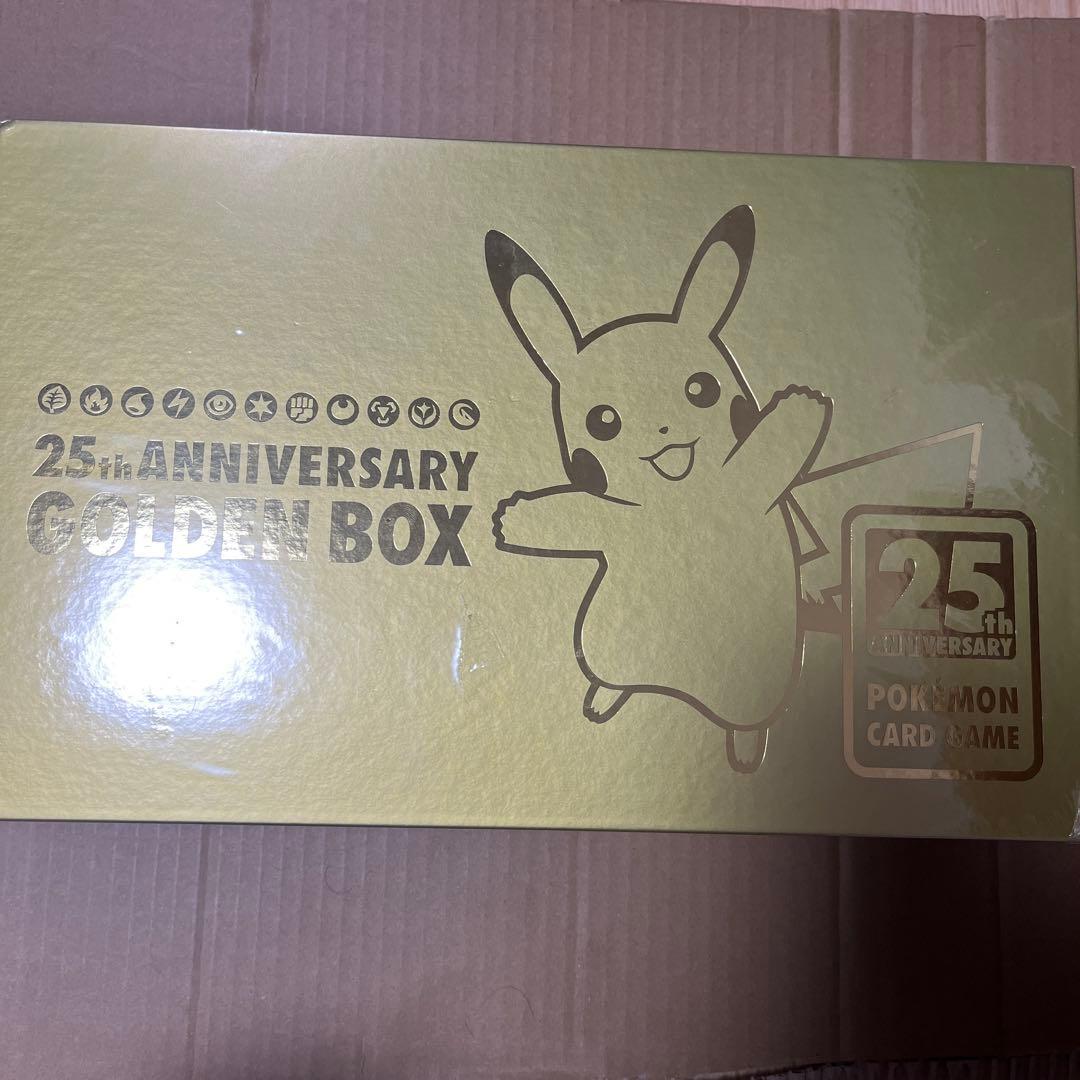 25th ANNIVERSARY
GOLDEN BOX
25th
ANNIVERSARY
POKÉMON
CARD GAME